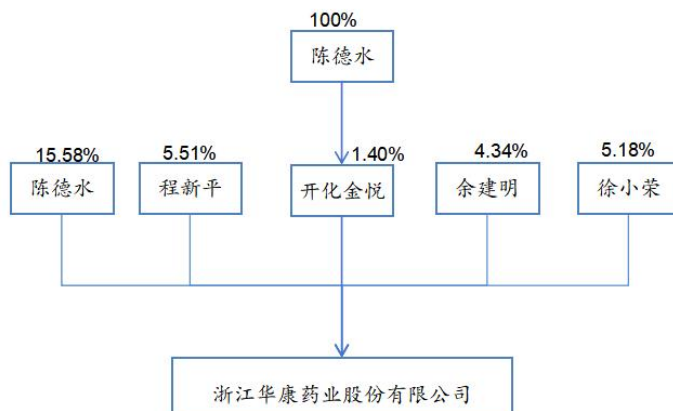 100%
陈德水
15.58%
5.51%
1.40%
4.34%
5.18%
陈德水
程新平
开化金悦
余建明
徐小荣
浙江华康药业股份有限公司